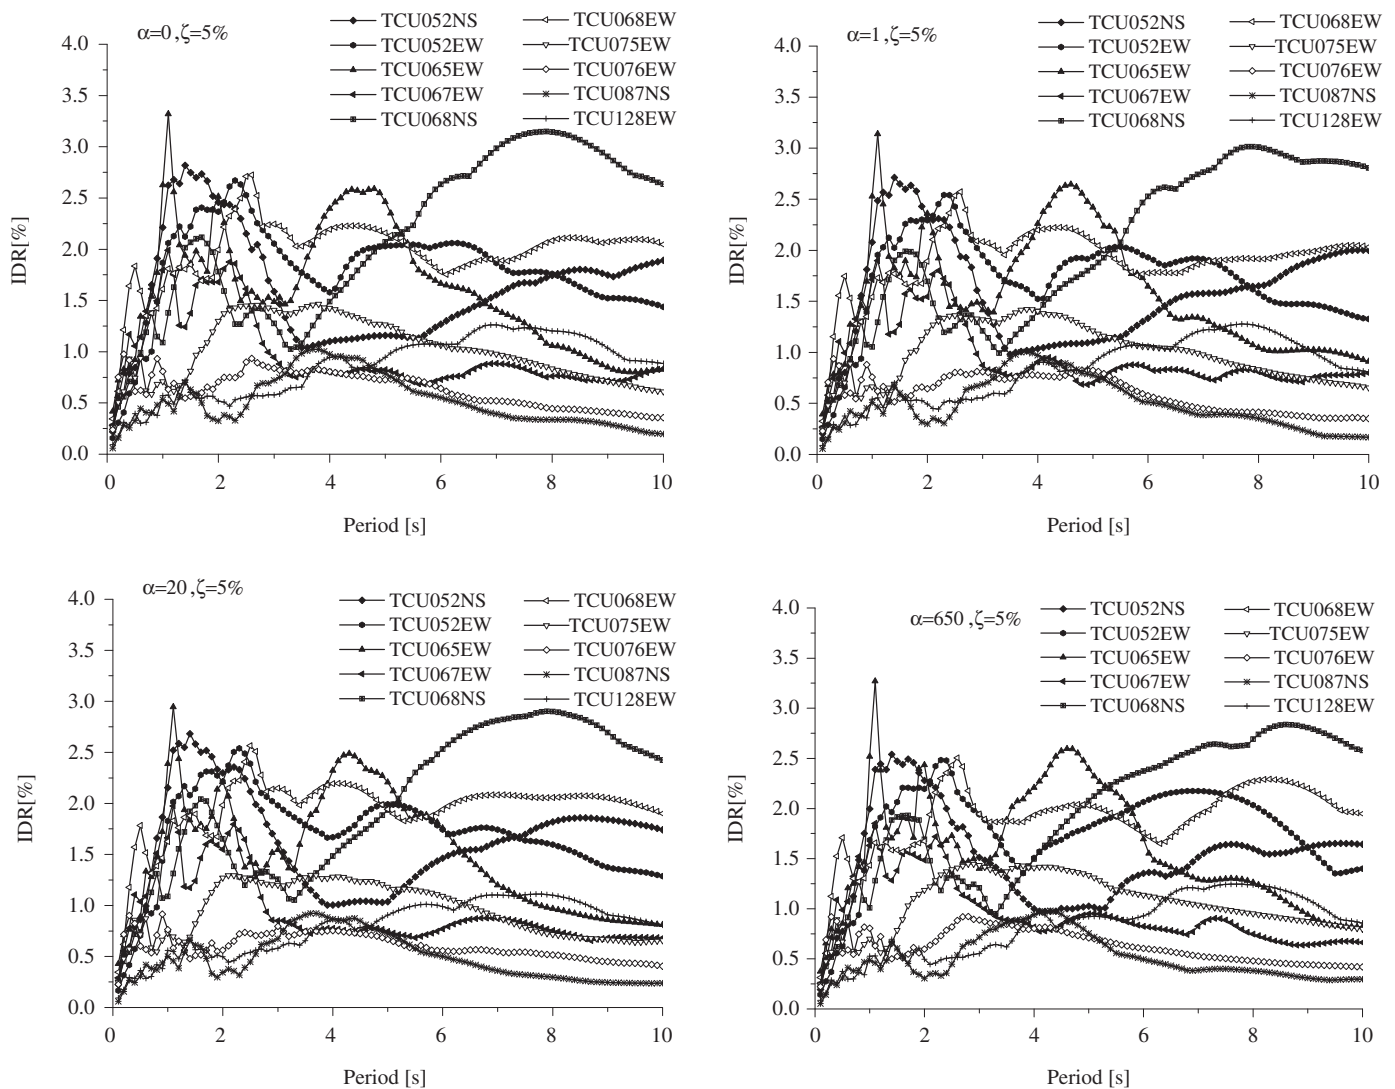 α=0,ζ=5%
TCU052NS
TCU052EW
TCU065EW
TCU067EW
TCU068NS
TCU068EW
TCU075EW
TCU076EW
TCU087NS
TCU128EW
4.0
3.5
3.0
2.5
2.0
1.5
1.0
0.5
0.0
IDR[%]
0 2 4 6 8 10
Period [s]
α=1,ζ=5%
TCU052NS
TCU052EW
TCU065EW
TCU067EW
TCU068NS
TCU068EW
TCU075EW
TCU076EW
TCU087NS
TCU128EW
4.0
3.5
3.0
2.5
2.0
1.5
1.0
0.5
0.0
IDR[%]
0 2 4 6 8 10
Period [s]
α=20,ζ=5%
TCU052NS
TCU052EW
TCU065EW
TCU067EW
TCU068NS
TCU068EW
TCU075EW
TCU076EW
TCU087NS
TCU128EW
4.0
3.5
3.0
2.5
2.0
1.5
1.0
0.5
0.0
IDR[%]
0 2 4 6 8 10
Period [s]
α=650,ζ=5%
TCU052NS
TCU052EW
TCU065EW
TCU067EW
TCU068NS
TCU068EW
TCU075EW
TCU076EW
TCU087NS
TCU128EW
4.0
3.5
3.0
2.5
2.0
1.5
1.0
0.5
0.0
IDR[%]
0 2 4 6 8 10
Period [s]